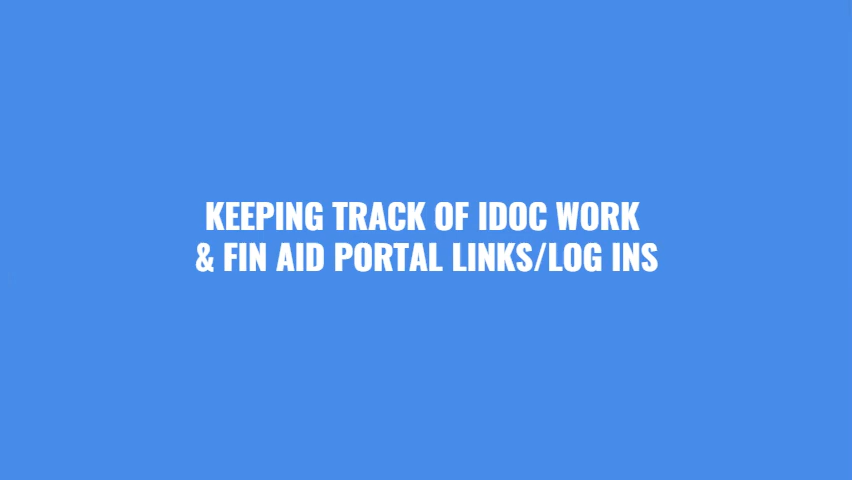 KEEPING TRACK OF IDOC WORK
& FIN AID PORTAL LINKS/LOG INS